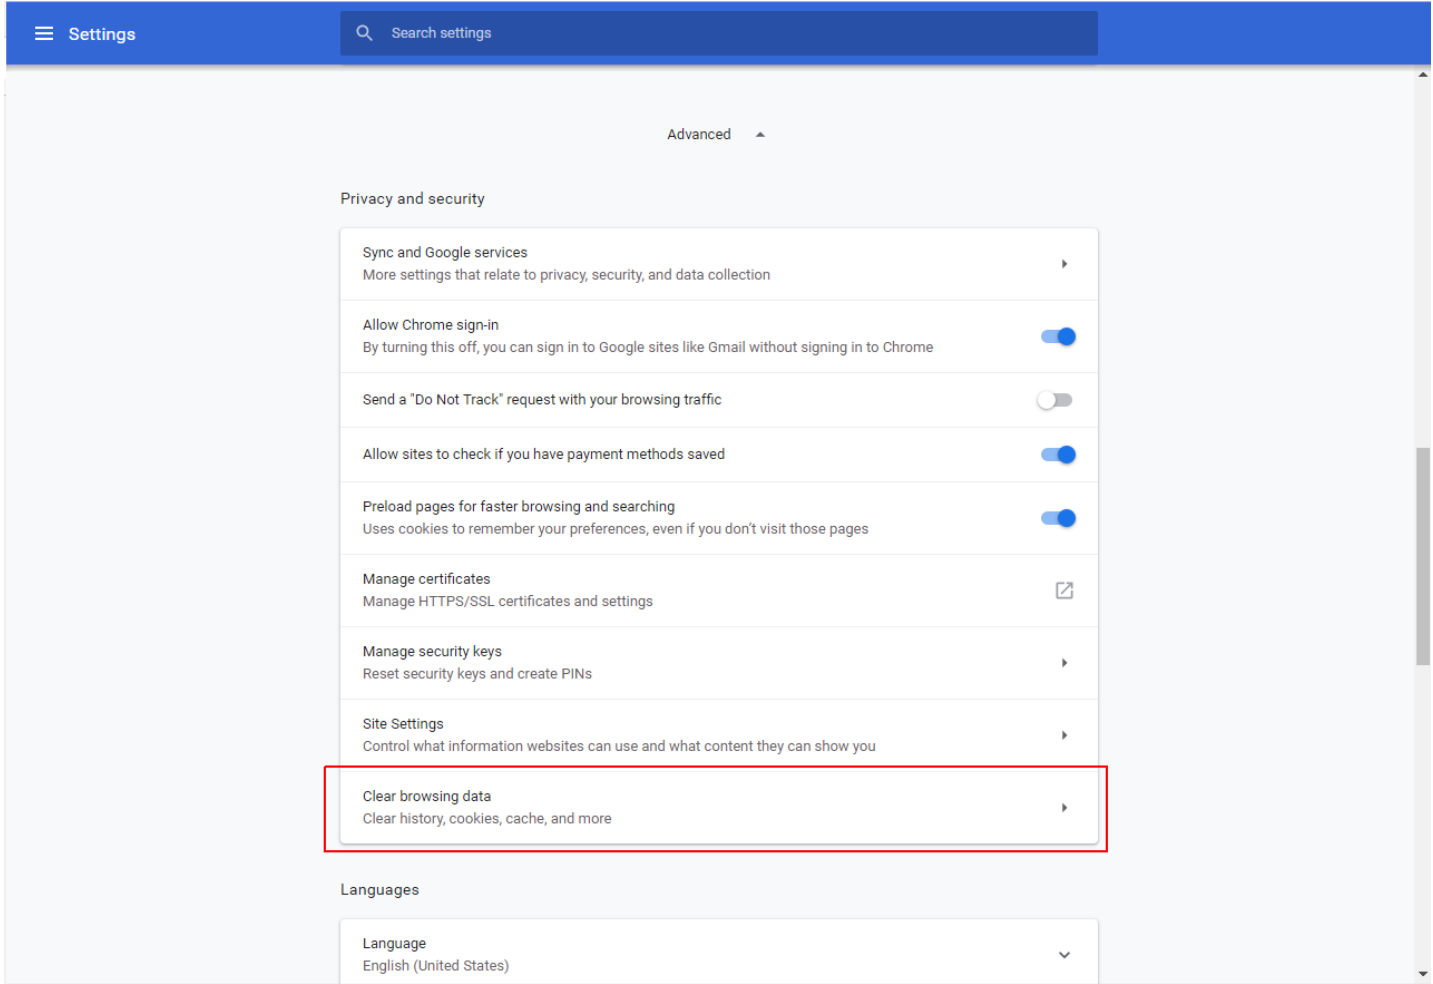 Settings
Search settings
Advanced
Privacy and security
Sync and Google services
More settings that relate to privacy, security, and data collection
Allow Chrome sign-in
By turning this off, you can sign in to Google sites like Gmail without signing in to Chrome
Send a "Do Not Track" request with your browsing traffic
Allow sites to check if you have payment methods saved
Preload pages for faster browsing and searching
Uses cookies to remember your preferences, even if you don’t visit those pages
Manage certificates
Manage HTTPS/SSL certificates and settings
Manage security keys
Reset security keys and create PINs
Site Settings
Control what information websites can use and what content they can show you
Clear browsing data
Clear history, cookies, cache, and more
Languages
Language
English (United States)